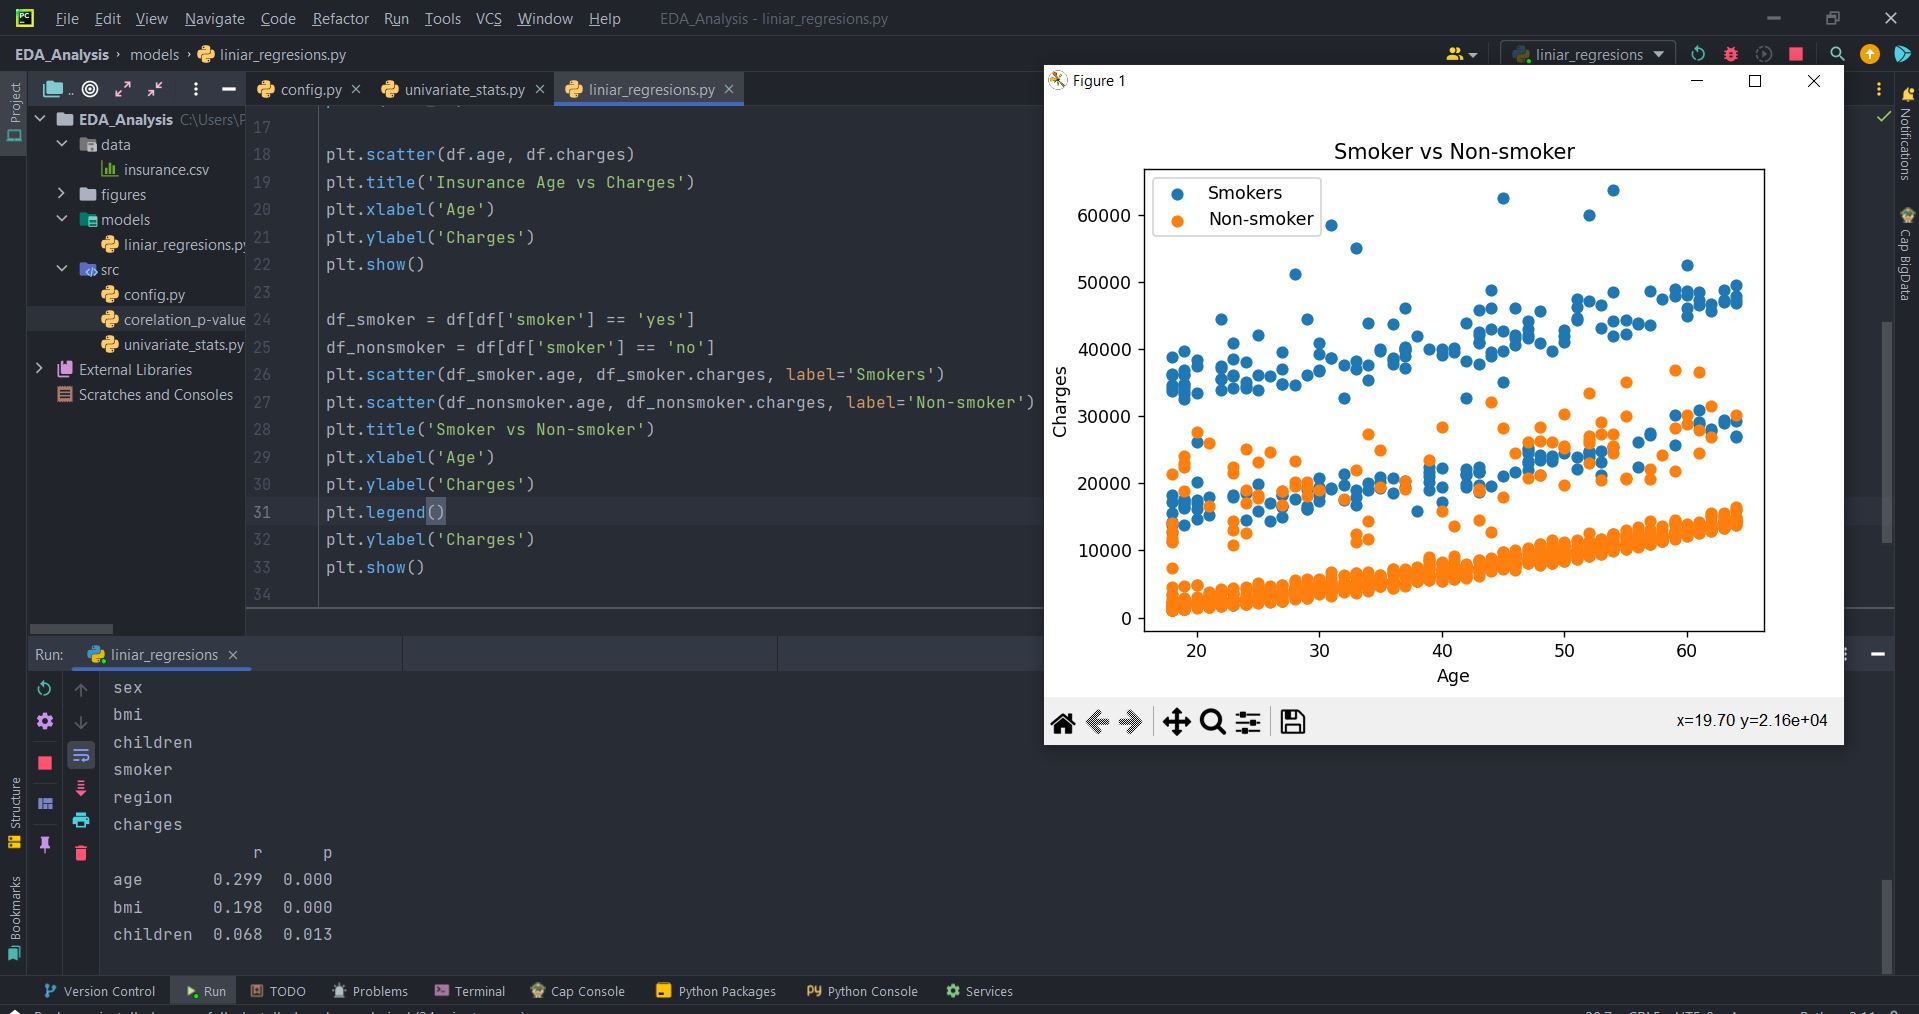 File Edit View Navigate Code Refactor Run Tools VCS Window Help EDA_Analysis - liniar_regresions.py
EDA_Analysis › models › liniar_regresions.py
liniar_regresions
Project
config.py
univariate_stats.py
liniar_regresions.py
EDA_Analysis C:\Users\P
data
insurance.csv
figures
models
liniar_regresions.py
src
config.py
corelation_p-value
univariate_stats.py
External Libraries
Scratches and Consoles
17
18 plt.scatter(df.age, df.charges)
19 plt.title('Insurance Age vs Charges')
20 plt.xlabel('Age')
21 plt.ylabel('Charges')
22 plt.show()
23
24 df_smoker = df[df['smoker'] == 'yes']
25 df_nonsmoker = df[df['smoker'] == 'no']
26 plt.scatter(df_smoker.age, df_smoker.charges, label='Smokers')
27 plt.scatter(df_nonsmoker.age, df_nonsmoker.charges, label='Non-smoker')
28 plt.title('Smoker vs Non-smoker')
29 plt.xlabel('Age')
30 plt.ylabel('Charges')
31 plt.legend()
32 plt.ylabel('Charges')
33 plt.show()
34
Figure 1
Smoker vs Non-smoker
Smokers
Non-smoker
60000
50000
40000
30000
20000
10000
0
Charges
20 30 40 50 60
Age
x=19.70 y=2.16e+04
Notifications
Cap BigData
Run: liniar_regresions
sex
bmi
children
smoker
region
charges
r p
age 0.299 0.000
bmi 0.198 0.000
children 0.068 0.013
Structure
Bookmarks
Version Control Run TODO Problems Terminal Cap Console Python Packages Python Console Services